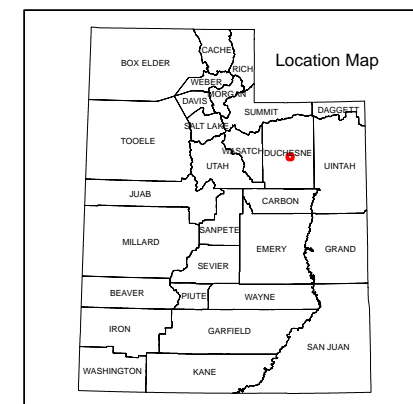 Location Map
CACHE
BOX ELDER
RICH
WEBER
MORGAN
DAVIS
SUMMIT
DAGGETT
SALT LAKE
TOOELE
WASATCH
DUCHESNE
UTAH
UINTAH
JUAB
CARBON
SANPETE
MILLARD
EMERY
GRAND
SEVIER
BEAVER
PIUTE
WAYNE
IRON
GARFIELD
SAN JUAN
WASHINGTON
KANE